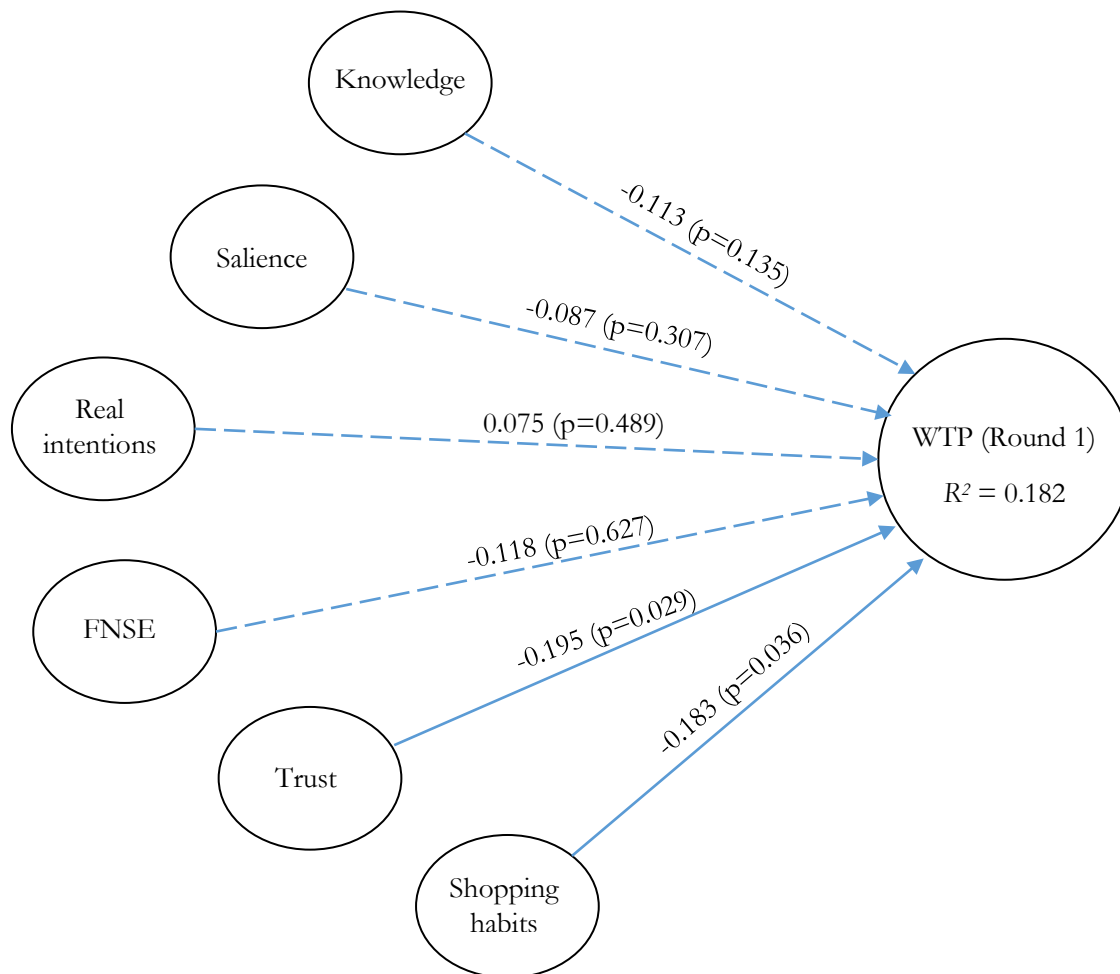 Knowledge
-0.113 (p=0.135)
Salience
-0.087 (p=0.307)
Real
intentions
0.075 (p=0.489)
WTP (Round 1)
R² = 0.182
FNSE
-0.118 (p=0.627)
Trust
-0.195 (p=0.029)
Shopping
habits
-0.183 (p=0.036)